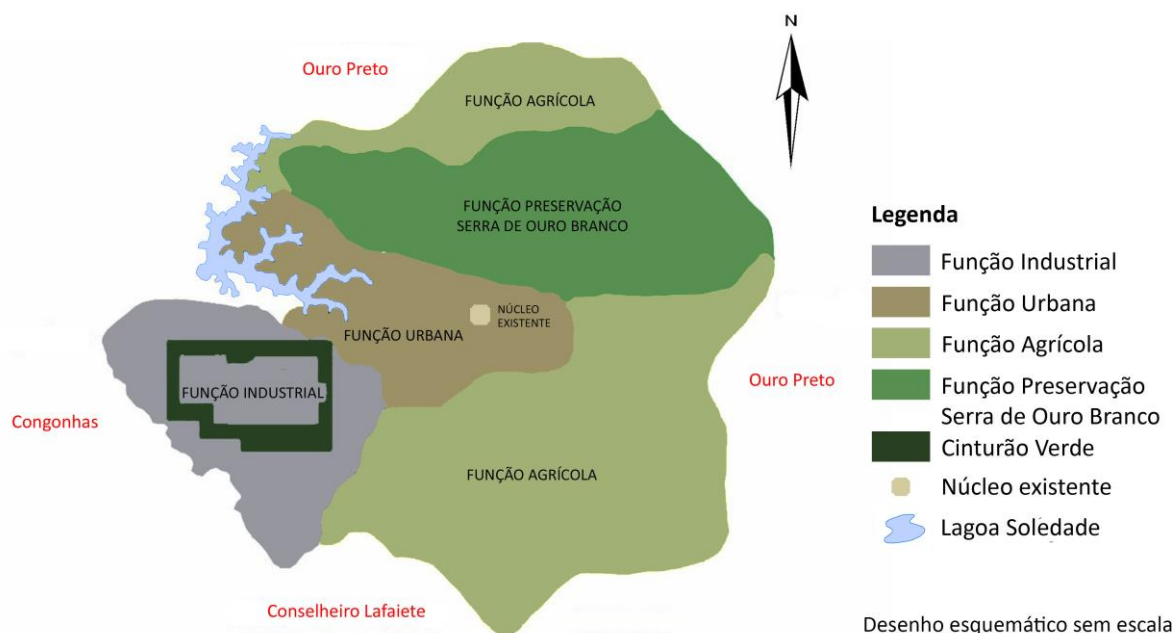 N
Ouro Preto
FUNÇÃO AGRÍCOLA
FUNÇÃO PRESERVAÇÃO
SERRA DE OURO BRANCO
NÚCLEO
EXISTENTE
FUNÇÃO URBANA
Ouro Preto
FUNÇÃO INDUSTRIAL
Congonhas
FUNÇÃO AGRÍCOLA
Conselheiro Lafaiete
Legenda
Função Industrial
Função Urbana
Função Agrícola
Função Preservação
Serra de Ouro Branco
Cinturão Verde
Núcleo existente
Lagoa Soledade
Desenho esquemático sem escala